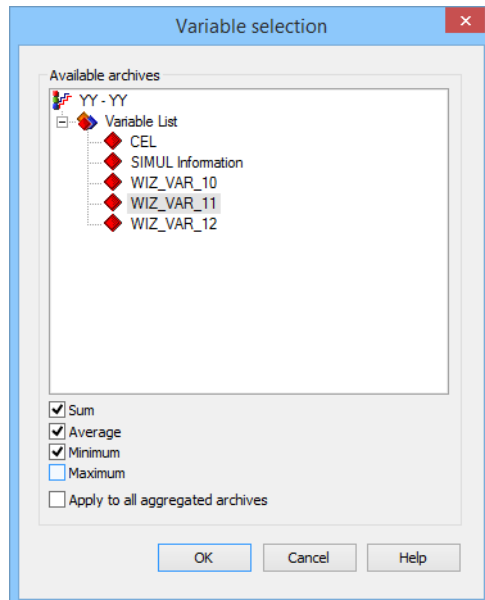 Variable selection
Available archives
YY - YY
Variable List
CEL
SIMUL Information
WIZ_VAR_10
WIZ_VAR_11
WIZ_VAR_12
Sum
Average
Minimum
Maximum
Apply to all aggregated archives
OK Cancel Help